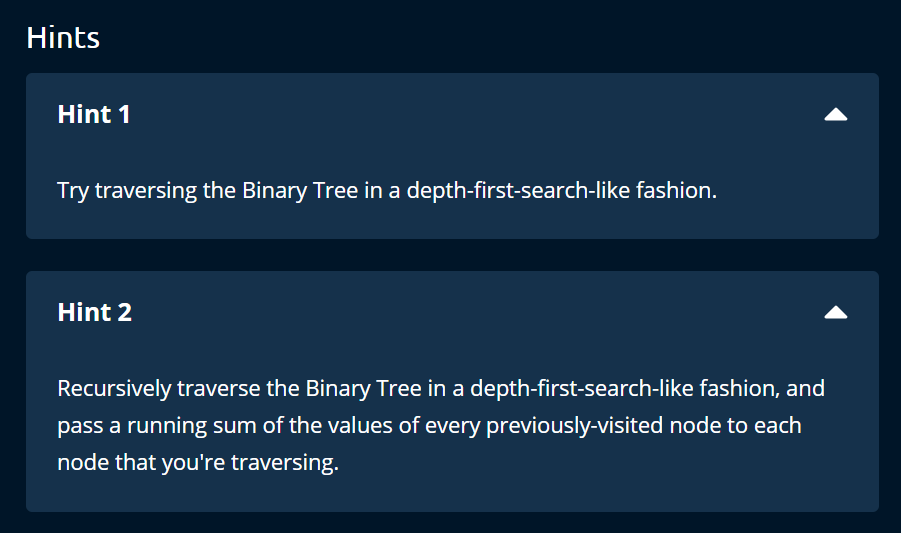 Hints
Hint 1
Try traversing the Binary Tree in a depth-first-search-like fashion.
Hint 2
Recursively traverse the Binary Tree in a depth-first-search-like fashion, and
pass a running sum of the values of every previously-visited node to each
node that you're traversing.